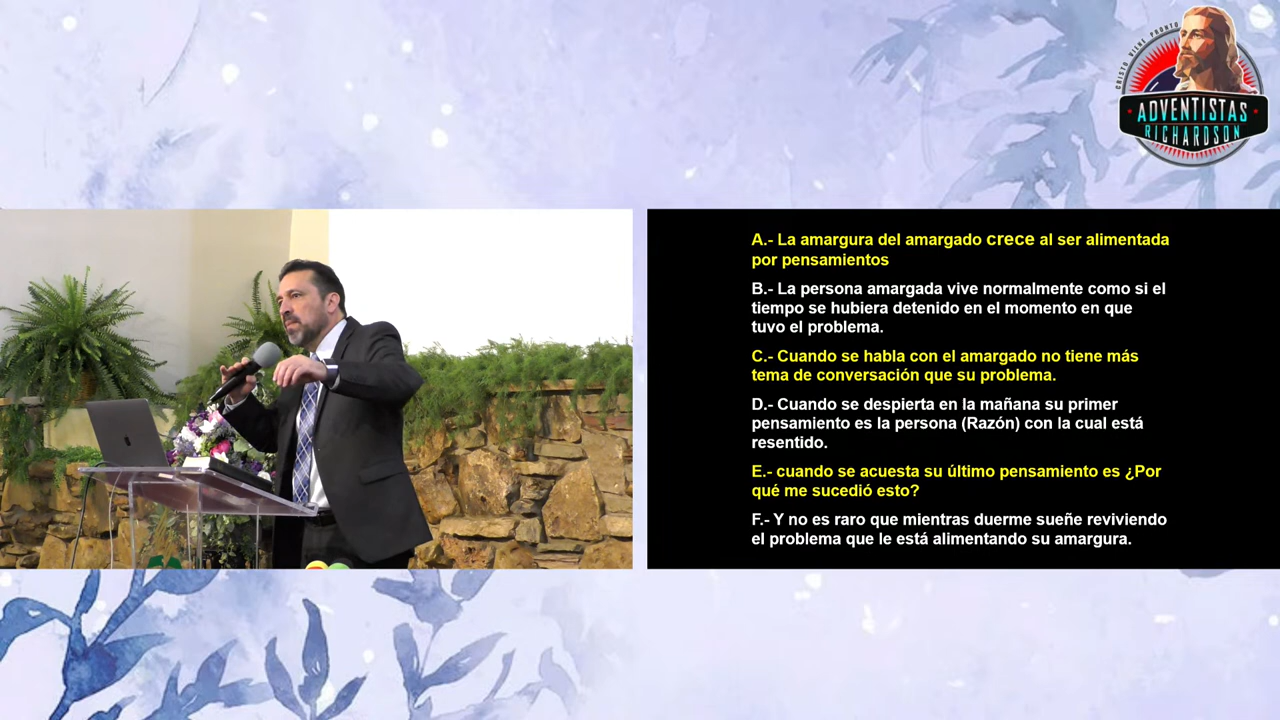 CRISTO VIENE PRONTO
ADVENTISTAS
RICHARDSON
A.- La amargura del amargado crece al ser alimentada
por pensamientos
B.- La persona amargada vive normalmente como si el
tiempo se hubiera detenido en el momento en que
tuvo el problema.
C.- Cuando se habla con el amargado no tiene más
tema de conversación que su problema.
D.- Cuando se despierta en la mañana su primer
pensamiento es la persona (Razón) con la cual está
resentido.
E.- cuando se acuesta su último pensamiento es ¿Por
qué me sucedió esto?
F.- Y no es raro que mientras duerme sueñe reviviendo
el problema que le está alimentando su amargura.